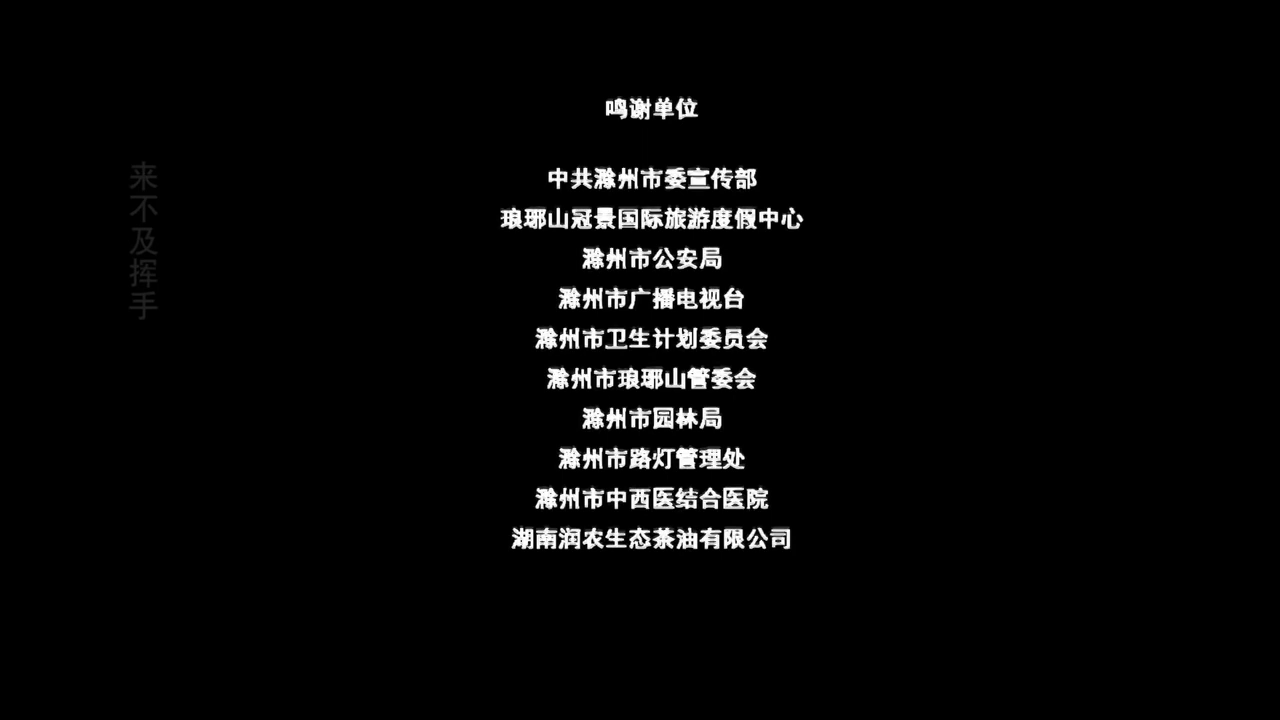 鸣谢单位
中共滁州市委宣传部
琅琊山冠景国际旅游度假中心
滁州市公安局
滁州市广播电视台
滁州市卫生计划委员会
滁州市琅琊山管委会
滁州市园林局
滁州市路灯管理处
滁州市中西医结合医院
湖南润农生态茶油有限公司
来不及挥手